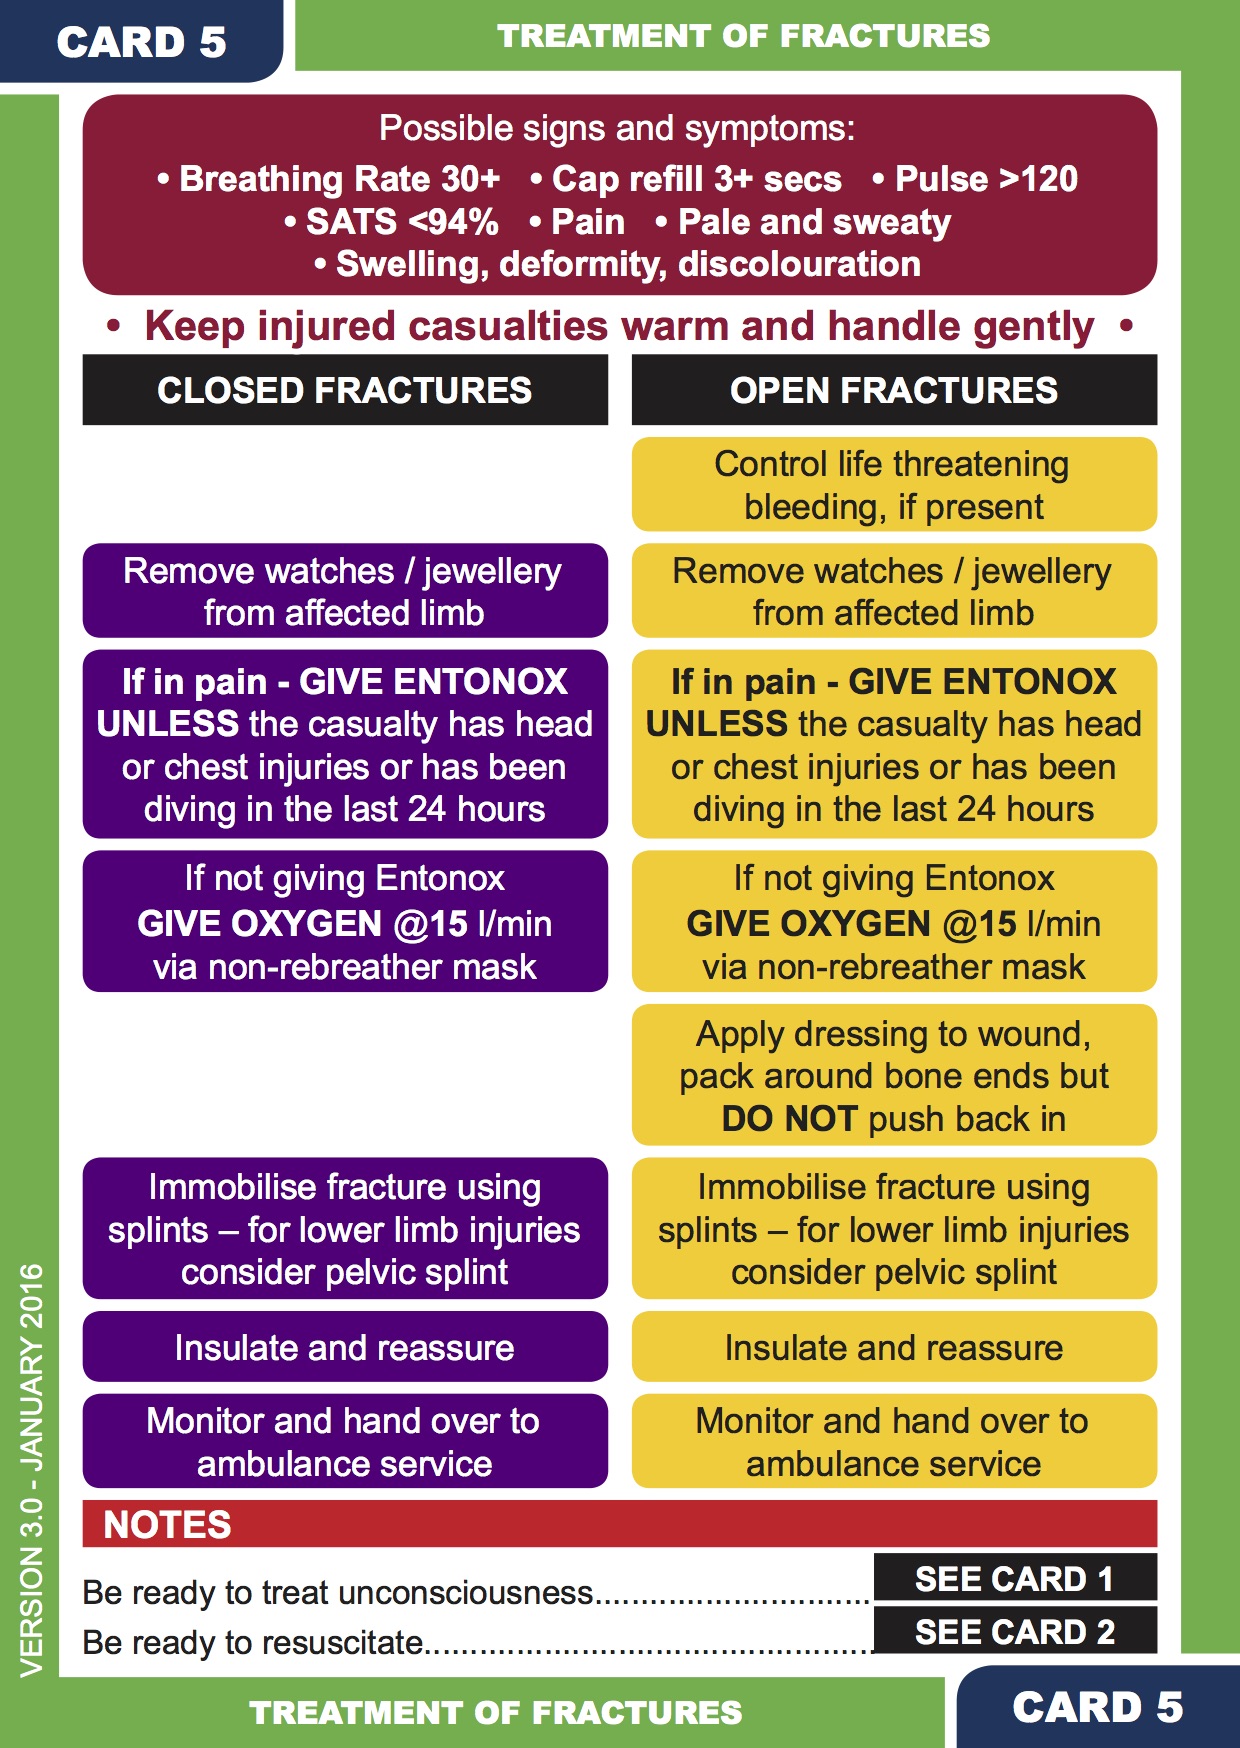 CARD 5
TREATMENT OF FRACTURES
Possible signs and symptoms:
• Breathing Rate 30+ • Cap refill 3+ secs • Pulse >120
• SATS <94% • Pain • Pale and sweaty
• Swelling, deformity, discolouration
• Keep injured casualties warm and handle gently •
CLOSED FRACTURES
Remove watches / jewellery
from affected limb
If in pain - GIVE ENTONOX
UNLESS the casualty has head
or chest injuries or has been
diving in the last 24 hours
If not giving Entonox
GIVE OXYGEN @15 l/min
via non-rebreather mask
Immobilise fracture using
splints – for lower limb injuries
consider pelvic splint
Insulate and reassure
Monitor and hand over to
ambulance service
OPEN FRACTURES
Control life threatening
bleeding, if present
Remove watches / jewellery
from affected limb
If in pain - GIVE ENTONOX
UNLESS the casualty has head
or chest injuries or has been
diving in the last 24 hours
If not giving Entonox
GIVE OXYGEN @15 l/min
via non-rebreather mask
Apply dressing to wound,
pack around bone ends but
DO NOT push back in
Immobilise fracture using
splints – for lower limb injuries
consider pelvic splint
Insulate and reassure
Monitor and hand over to
ambulance service
NOTES
Be ready to treat unconsciousness.............................. SEE CARD 1
Be ready to resuscitate................................................. SEE CARD 2
VERSION 3.0 - JANUARY 2016
TREATMENT OF FRACTURES
CARD 5